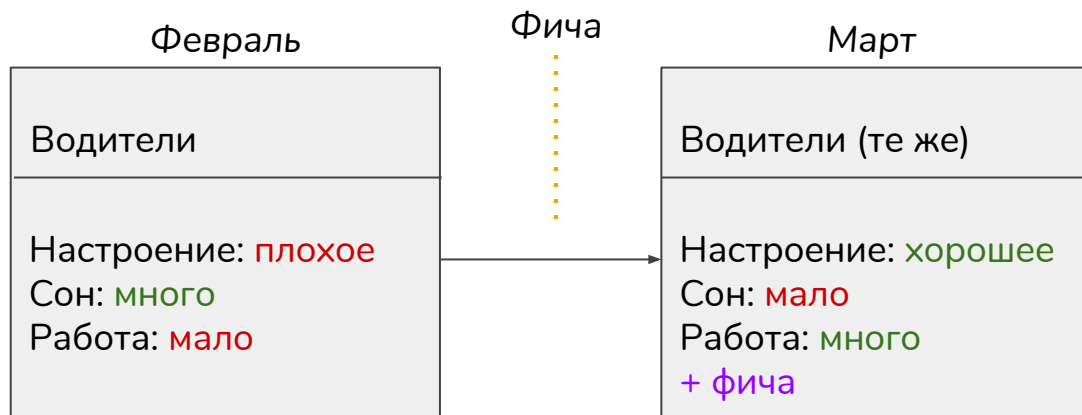 Февраль
Фича
Март
Водители
Водители (те же)
Настроение: плохое
Сон: много
Работа: мало
Настроение: хорошее
Сон: мало
Работа: много
+ фича